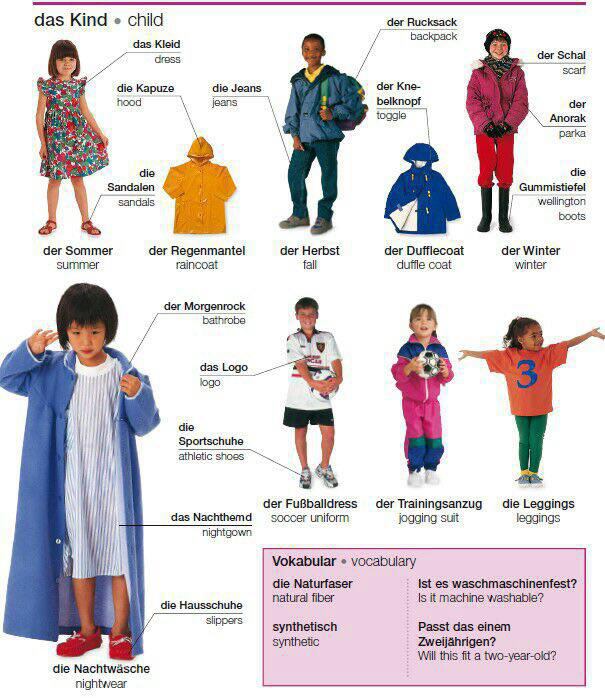 das Kind • child
das Kleid
dress
die Kapuze
hood
die Jeans
jeans
der Rucksack
backpack
der Kne-
belknopf
toggle
der Schal
scarf
der
Anorak
parka
die
Sandalen
sandals
die
Gummistiefel
wellington
boots
der Sommer
summer
der Regenmantel
raincoat
der Herbst
fall
der Dufflecoat
duffle coat
der Winter
winter
der Morgenrock
bathrobe
das Logo
logo
die
Sportschuhe
athletic shoes
3
der Fußballdress
soccer uniform
der Trainingsanzug
jogging suit
die Leggings
leggings
das Nachthemd
nightgown
die Hausschuhe
slippers
die Nachtwäsche
nightwear
Vokabular • vocabulary
die Naturfaser
natural fiber
synthetisch
synthetic
Ist es waschmaschinenfest?
Is it machine washable?
Passt das einem
Zweijährigen?
Will this fit a two-year-old?